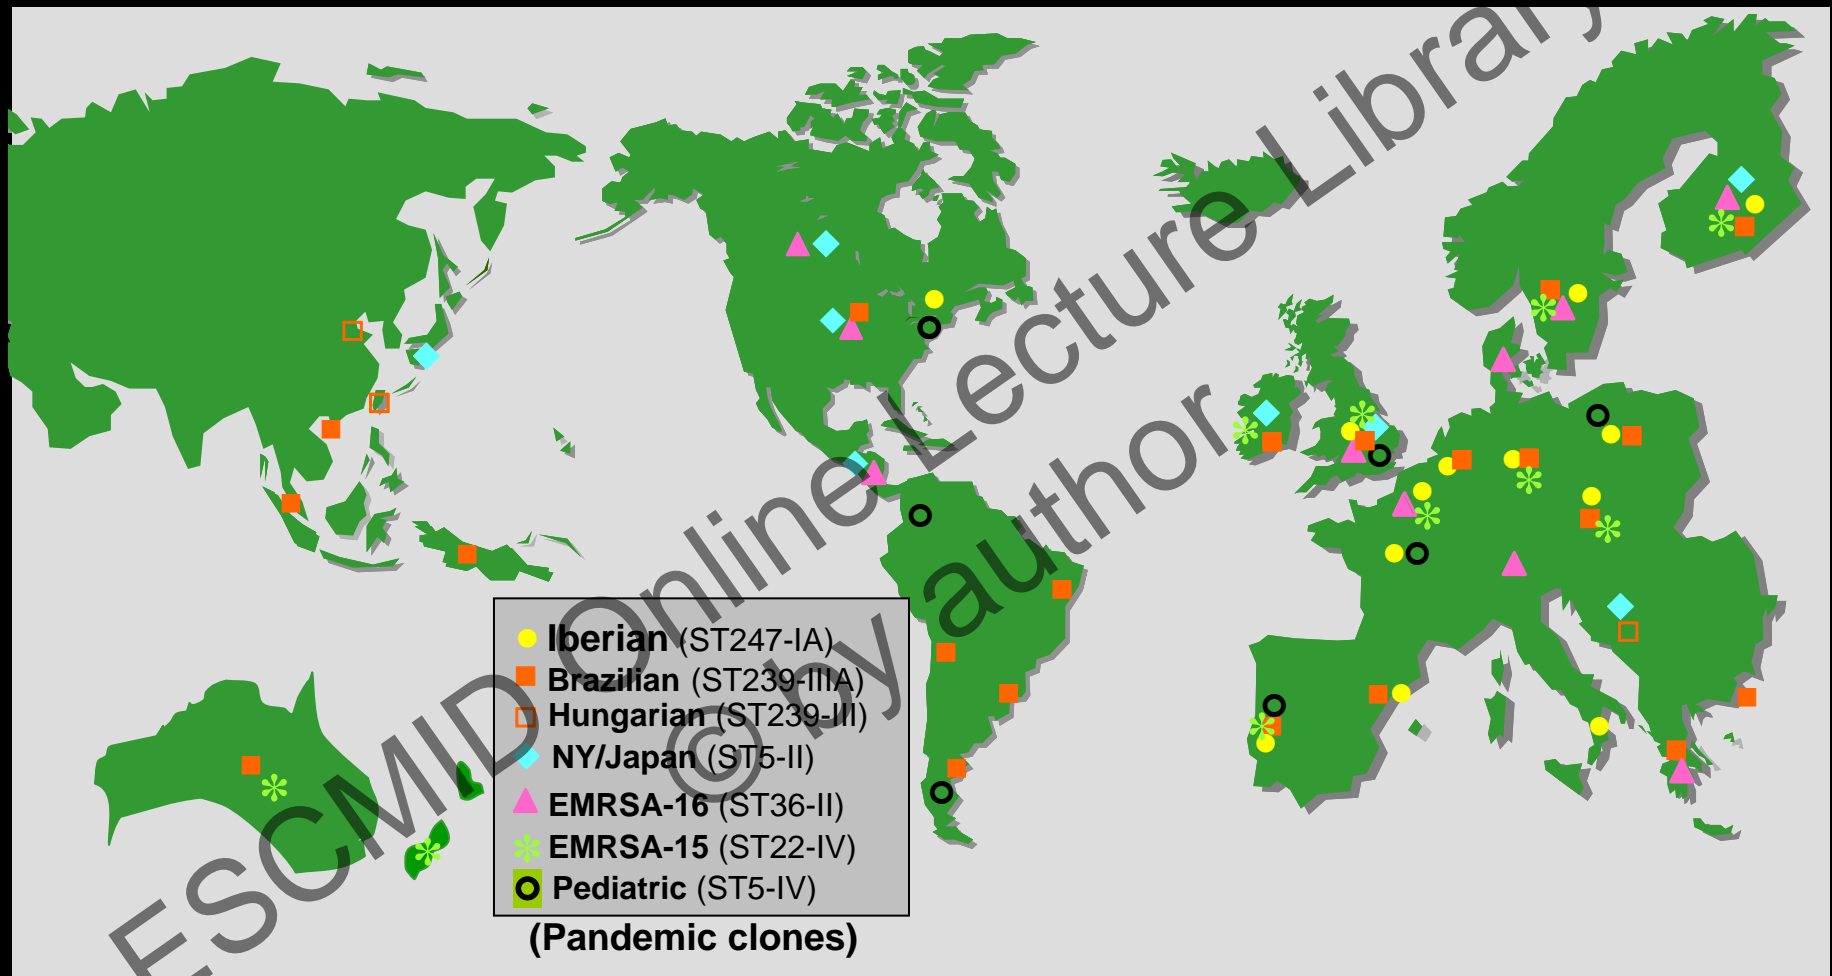 ESCMID Online Lecture Library
© by author
Iberian (ST247-IA)
Brazilian (ST239-IIIA)
Hungarian (ST239-III)
NY/Japan (ST5-II)
EMRSA-16 (ST36-II)
EMRSA-15 (ST22-IV)
Pediatric (ST5-IV)
(Pandemic clones)